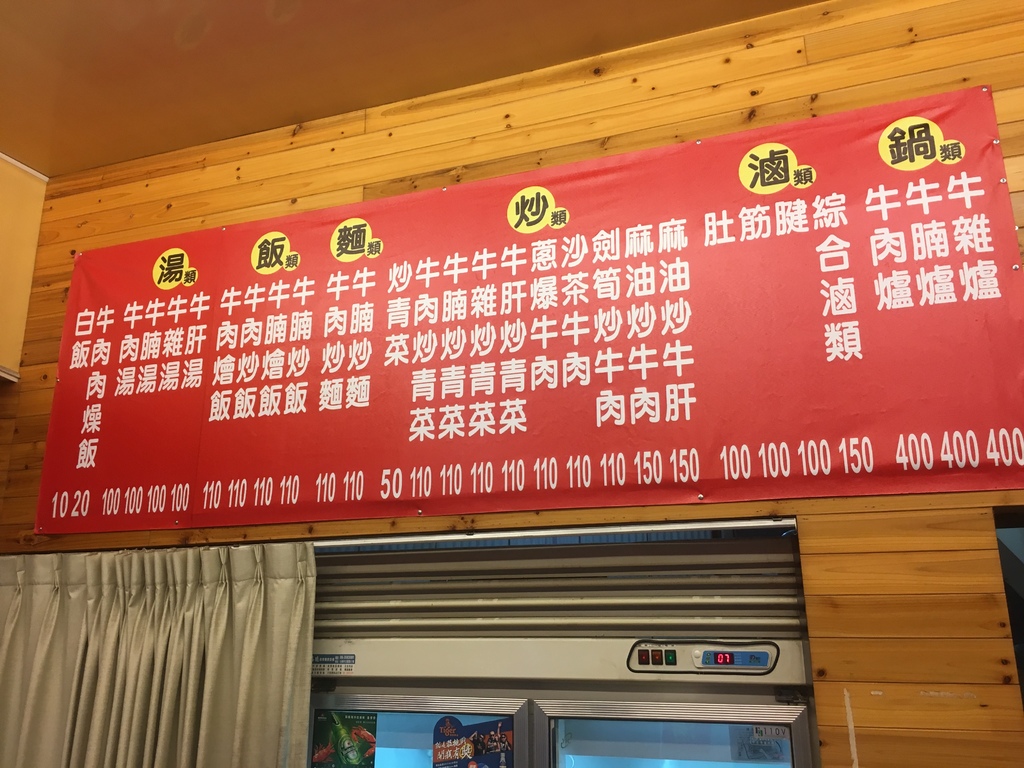 湯類
白飯 10
牛肉肉燥飯 20
牛肉湯 100
牛腩湯 100
牛雜湯 100
牛肝湯 100
飯類
牛肉燴飯 110
牛肉炒飯 110
牛腩燴飯 110
牛腩炒飯 110
麵類
牛肉炒麵 110
牛腩炒麵 110
炒類
炒青菜 50
牛肉炒青菜 110
牛腩炒青菜 110
牛雜炒青菜 110
牛肝炒青菜 110
蔥爆牛肉 110
沙茶牛肉 110
劍筍炒牛肉 110
麻油炒牛肉 150
麻油炒牛肝 150
滷類
肚 100
筋 100
腱 100
綜合滷類 150
鍋類
牛肉爐 400
牛腩爐 400
牛雜爐 400
07
Tiger
110V